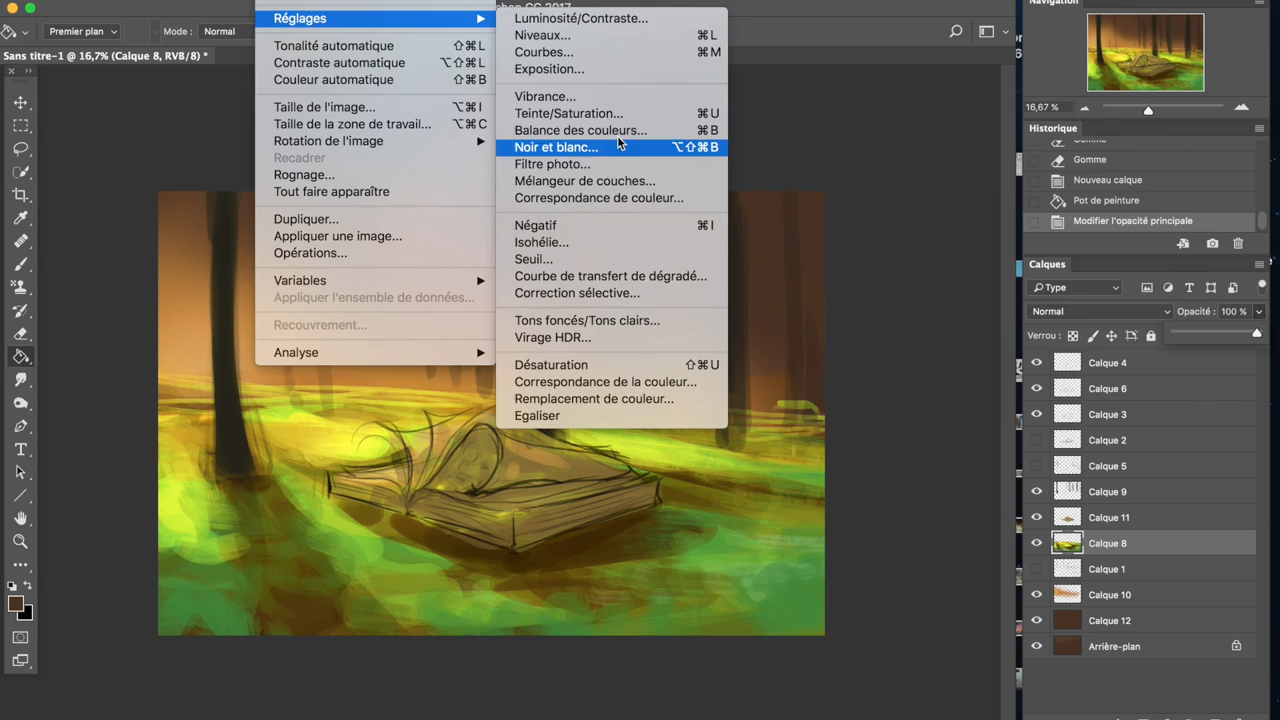 shop CC 2017
Navigation
Premier plan
Mode :
Normal
Sans titre-1 @ 16,7% (Calque 8, RVB/8) *
Réglages
Tonalité automatique ⇧⌘L
Contraste automatique ⌥⇧⌘L
Couleur automatique ⇧⌘B
Taille de l'image... ⌥⌘I
Taille de la zone de travail... ⌥⌘C
Rotation de l'image
Recadrer
Rognage...
Tout faire apparaître
Dupliquer...
Appliquer une image...
Opérations...
Variables
Appliquer l'ensemble de données...
Recouvrement...
Analyse
Luminosité/Contraste...
Niveaux... ⌘L
Courbes... ⌘M
Exposition...
Vibrance...
Teinte/Saturation... ⌘U
Balance des couleurs... ⌘B
Noir et blanc... ⌥⇧⌘B
Filtre photo...
Mélangeur de couches...
Correspondance de couleur...
Négatif ⌘I
Isohélie...
Seuil...
Courbe de transfert de dégradé...
Correction sélective...
Tons foncés/Tons clairs...
Virage HDR...
Désaturation ⇧⌘U
Correspondance de la couleur...
Remplacement de couleur...
Egaliser
16,67 %
Historique
Gomme
Gomme
Nouveau calque
Pot de peinture
Modifier l'opacité principale
Calques
Type
Normal
Opacité : 100 %
Verrou :
Calque 4
Calque 6
Calque 3
Calque 2
Calque 5
Calque 9
Calque 11
Calque 8
Calque 1
Calque 10
Calque 12
Arrière-plan